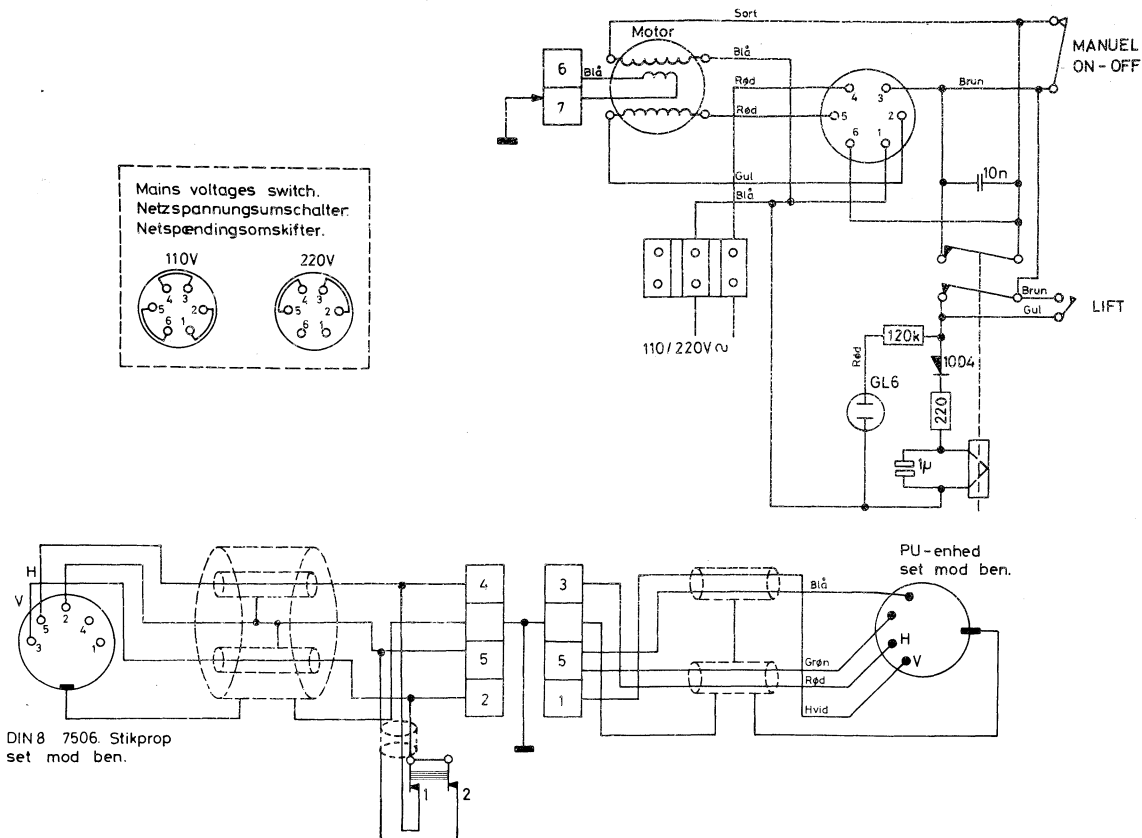 Sort
Motor
MANUEL
ON-OFF
6
Blå
7
Blå
Rød
Rød
4
3
Brun
5
2
6
1
Gul
Blå
10n
Mains voltages switch.
Netzspannungsumschalter.
Netspændingsomskifter.
110V
220V
4
3
5
2
6
1
4
3
5
2
6
1
Brun
Gul
LIFT
110/220V~
120k
Rød
1004
GL6
220
1µ
H
V
5
2
4
3
1
DIN 8 7506. Stikprop
set mod ben.
4
5
2
1
2
3
5
1
Blå
Grøn
Rød
Hvid
PU-enhed
set mod ben.
H
V